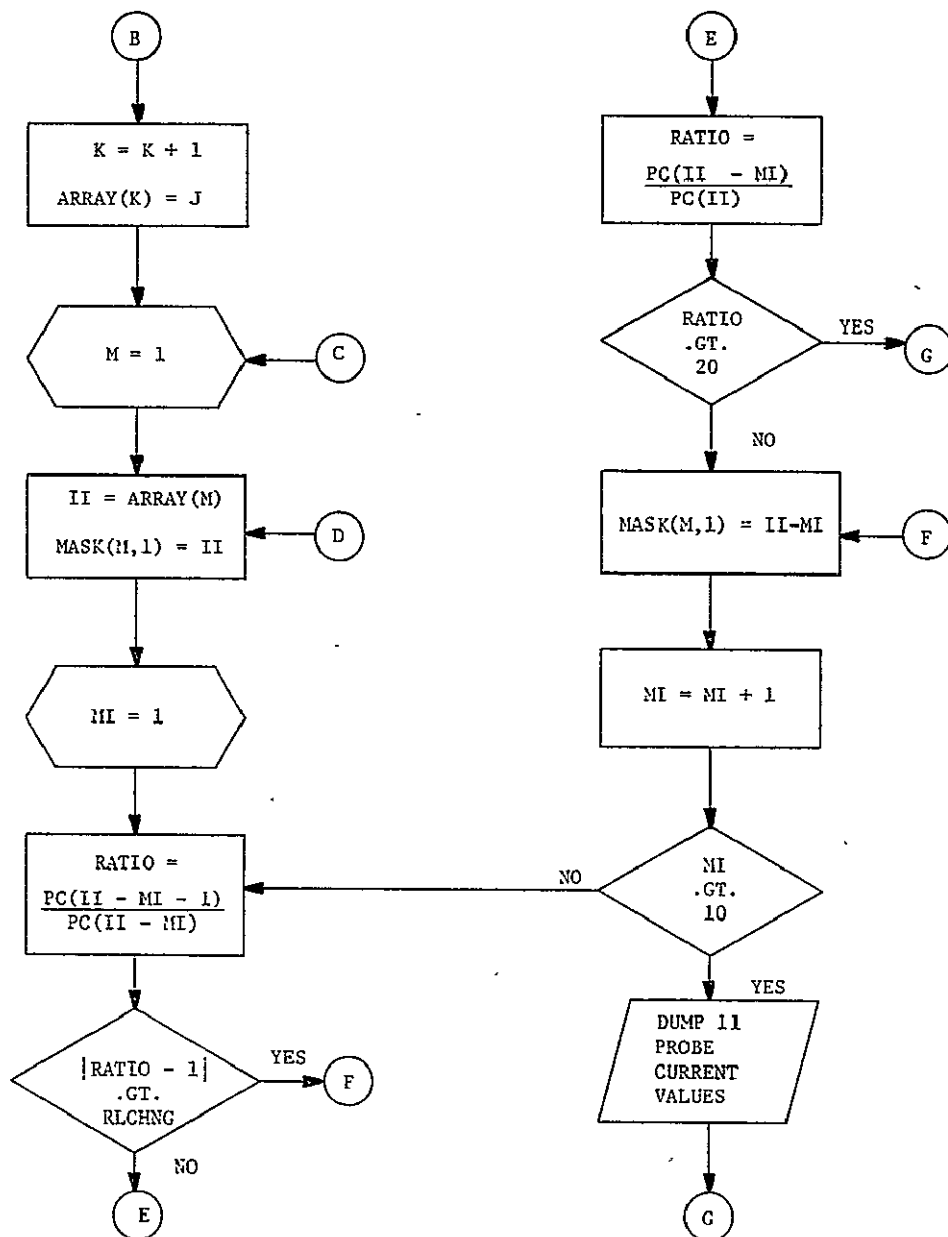 B
K = K + 1
ARRAY(K) = J
M = 1
C
II = ARRAY(M)
MASK(M,1) = II
D
MI = 1
RATIO =
PC(II - MI - 1)
PC(II - MI)
|RATIO - 1|
.GT.
RLCHNG
YES
F
NO
E
E
RATIO =
PC(II - MI)
PC(II)
RATIO
.GT.
20
YES
G
NO
MASK(M,1) = II-MI
F
MI = MI + 1
MI
.GT.
10
NO
YES
DUMP 11
PROBE
CURRENT
VALUES
G